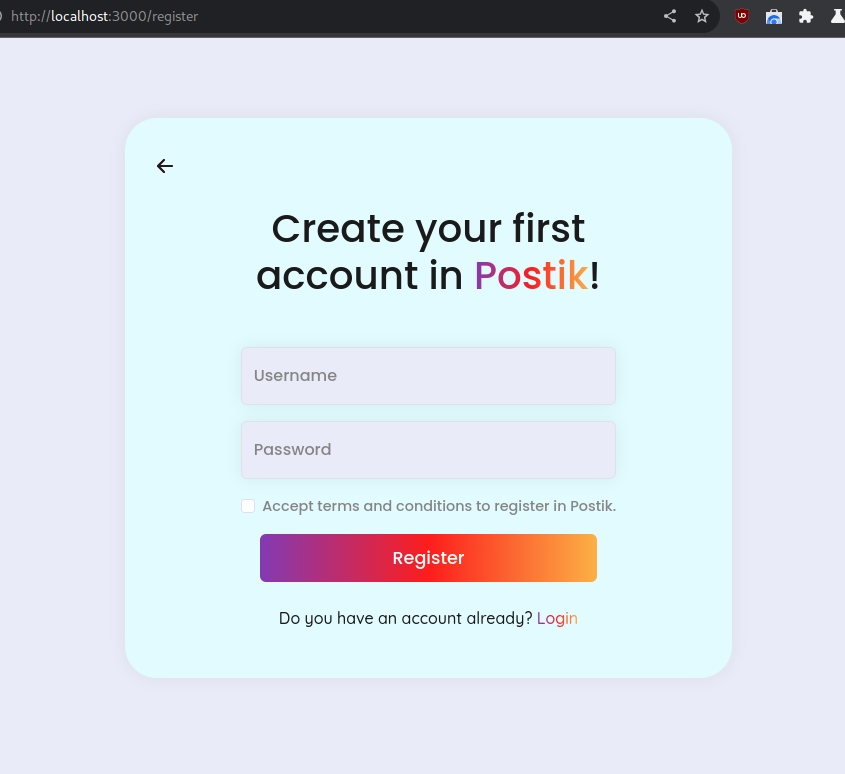 http://localhost:3000/register
Create your first
account in Postik!
Username
Password
Accept terms and conditions to register in Postik.
Register
Do you have an account already? Login